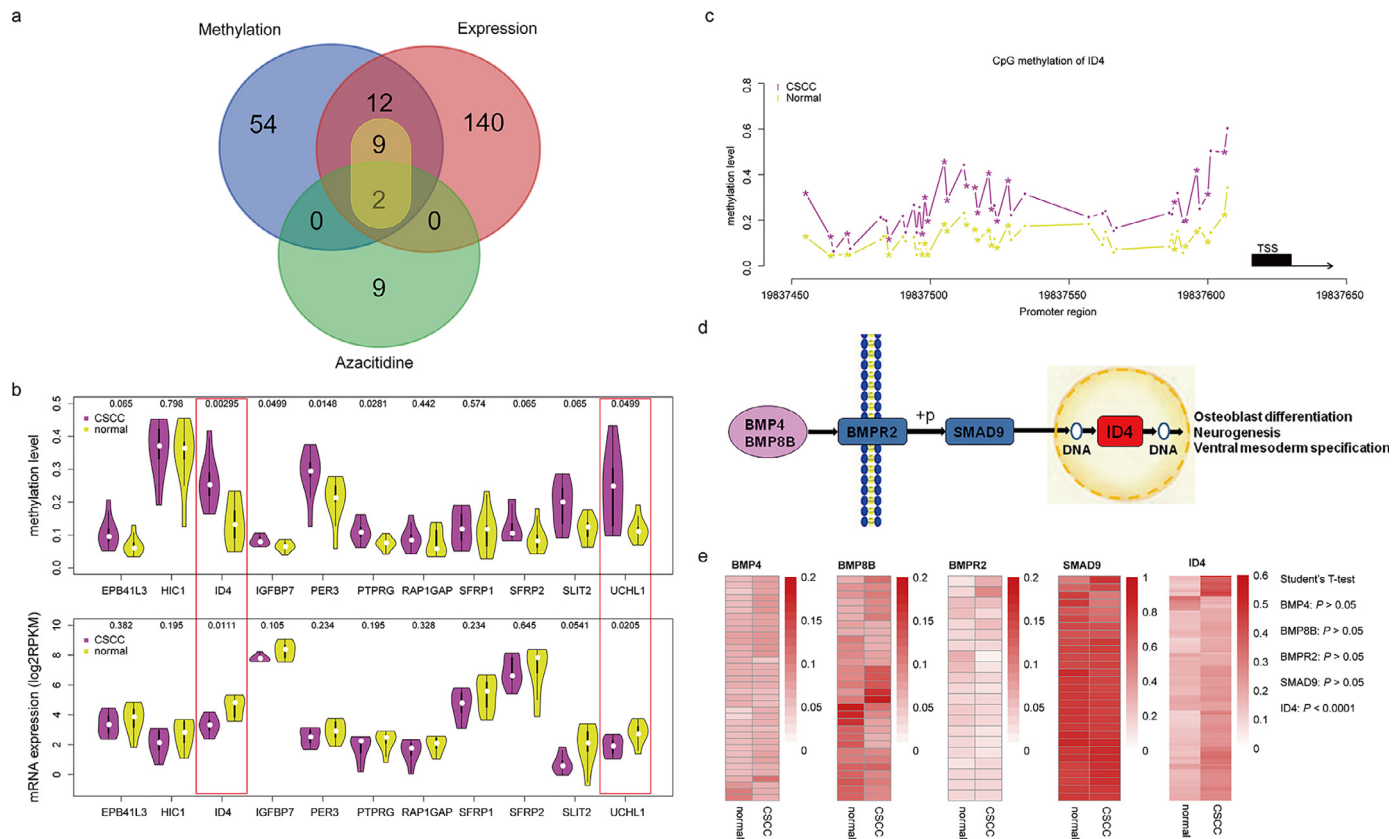 a
Methylation
Expression
54
12
140
9
2
0
0
9
Azacitidine
b
0.065 0.798 0.00295 0.0499 0.0148 0.0281 0.442 0.574 0.065 0.065 0.0499
CSCC
normal
methylation level
0.5
0.4
0.3
0.2
0.1
0.0
EPB41L3 HIC1 ID4 IGFBP7 PER3 PTPRG RAP1GAP SFRP1 SFRP2 SLIT2 UCHL1
0.382 0.195 0.0111 0.105 0.234 0.195 0.328 0.234 0.645 0.0541 0.0205
CSCC
normal
mRNA expression (log2RPKM)
10
8
6
4
2
0
EPB41L3 HIC1 ID4 IGFBP7 PER3 PTPRG RAP1GAP SFRP1 SFRP2 SLIT2 UCHL1
c
CpG methylation of ID4
CSCC
Normal
methylation level
0.8
0.6
0.4
0.2
0.0
TSS
19837450 19837500 19837550 19837600 19837650
Promoter region
d
BMP4
BMP8B
BMPR2
+p
SMAD9
DNA
ID4
DNA
Osteoblast differentiation
Neurogenesis
Ventral mesoderm specification
e
BMP4
0.2
0.15
0.1
0.05
0
normal
CSCC
BMP8B
0.2
0.15
0.1
0.05
0
normal
CSCC
BMPR2
0.2
0.15
0.1
0.05
0
normal
CSCC
SMAD9
1
0.8
0.6
0.4
0.2
0
normal
CSCC
ID4
0.6
0.5
0.4
0.3
0.2
0.1
0
normal
CSCC
Student's T-test
BMP4: P > 0.05
BMP8B: P > 0.05
BMPR2: P > 0.05
SMAD9: P > 0.05
ID4: P < 0.0001